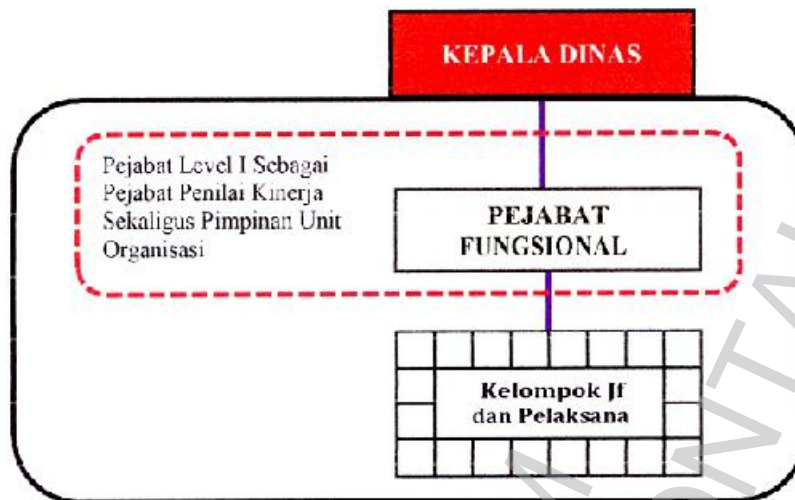 KEPALA DINAS
Pejabat Level I Sebagai
Pejabat Penilai Kinerja
Sekaligus Pimpinan Unit
Organisasi
PEJABAT
FUNGSIONAL
Kelompok Jf
dan Pelaksana